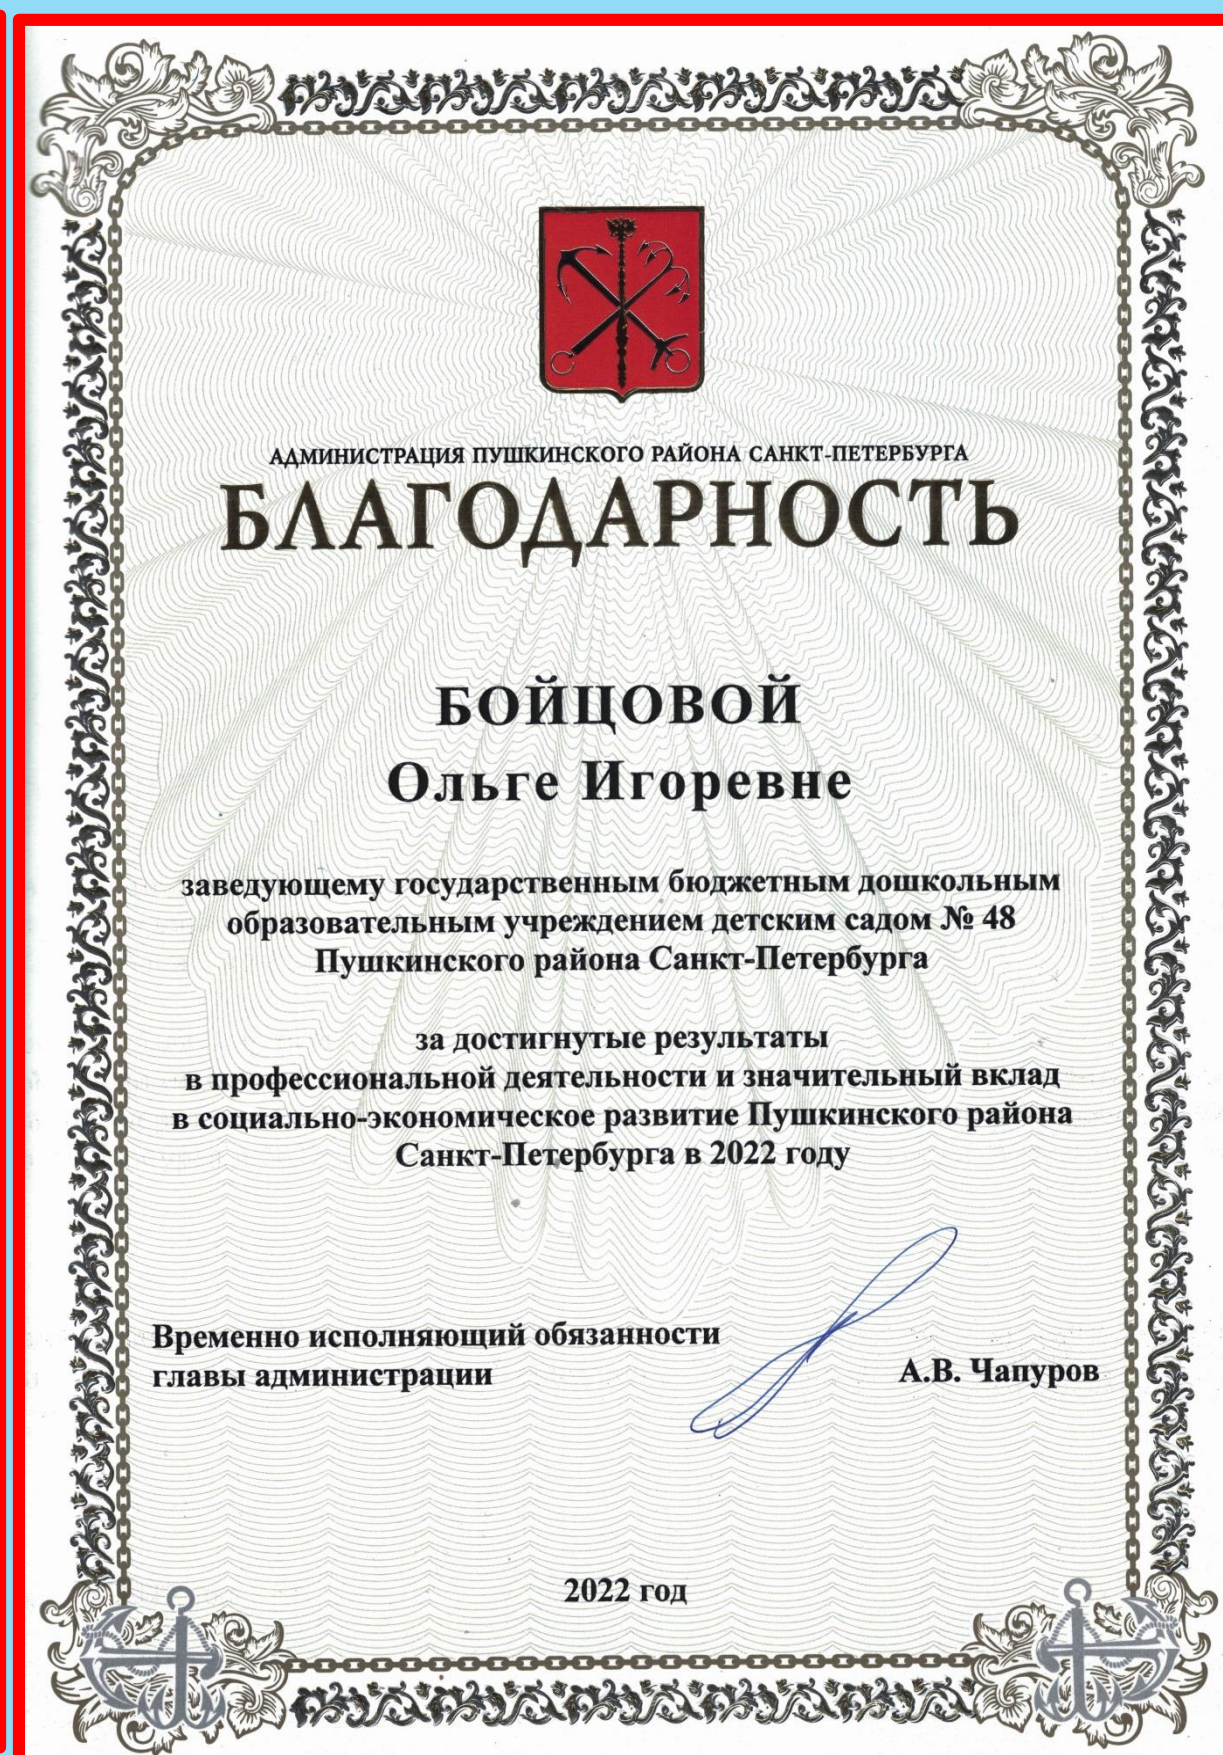 АДМИНИСТРАЦИЯ ПУШКИНСКОГО РАЙОНА САНКТ-ПЕТЕРБУРГА
БЛАГОДАРНОСТЬ
БОЙЦОВОЙ
Ольге Игоревне
заведующему государственным бюджетным дошкольным
образовательным учреждением детским садом № 48
Пушкинского района Санкт-Петербурга
за достигнутые результаты
в профессиональной деятельности и значительный вклад
в социально-экономическое развитие Пушкинского района
Санкт-Петербурга в 2022 году
Временно исполняющий обязанности
главы администрации
А.В. Чапуров
2022 год